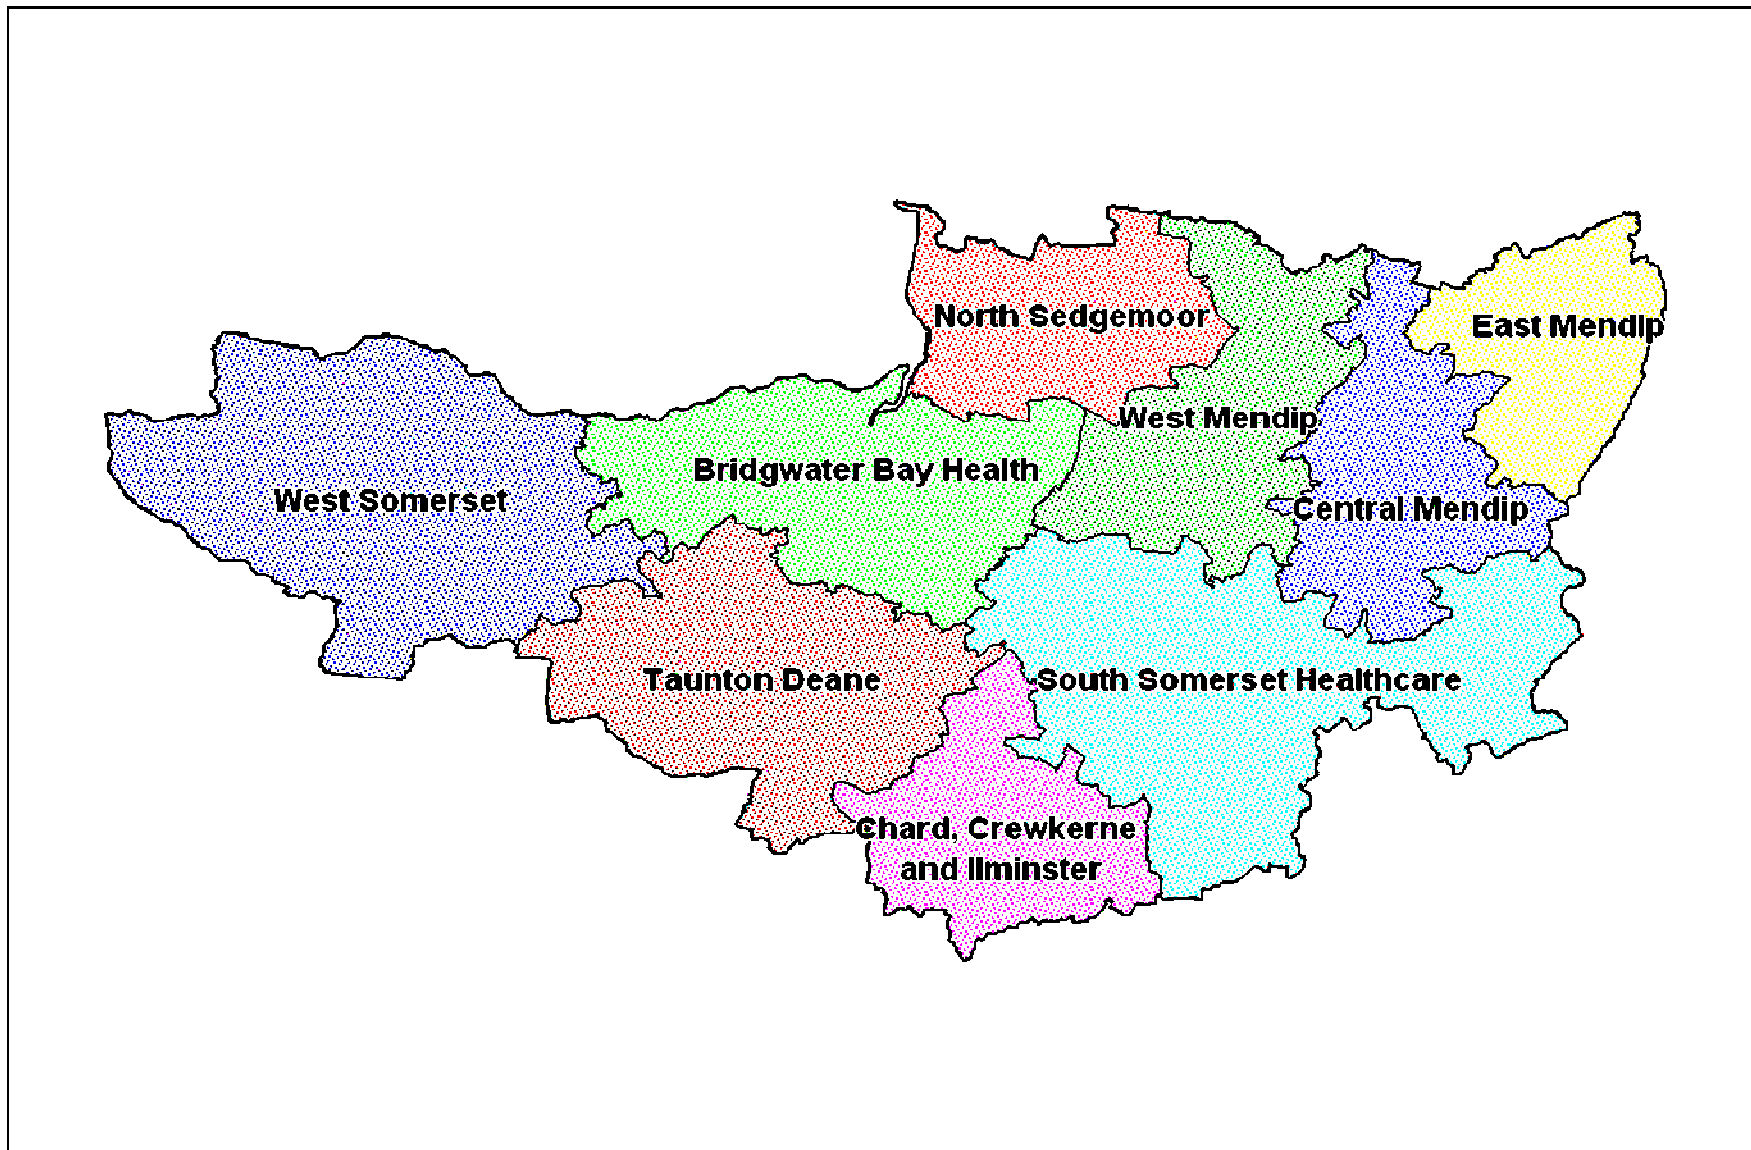 North Sedgemoor
East Mendip
West Mendip
Bridgwater Bay Health
West Somerset
Central Mendip
Taunton Deane
South Somerset Healthcare
Chard, Crewkerne
and Ilminster